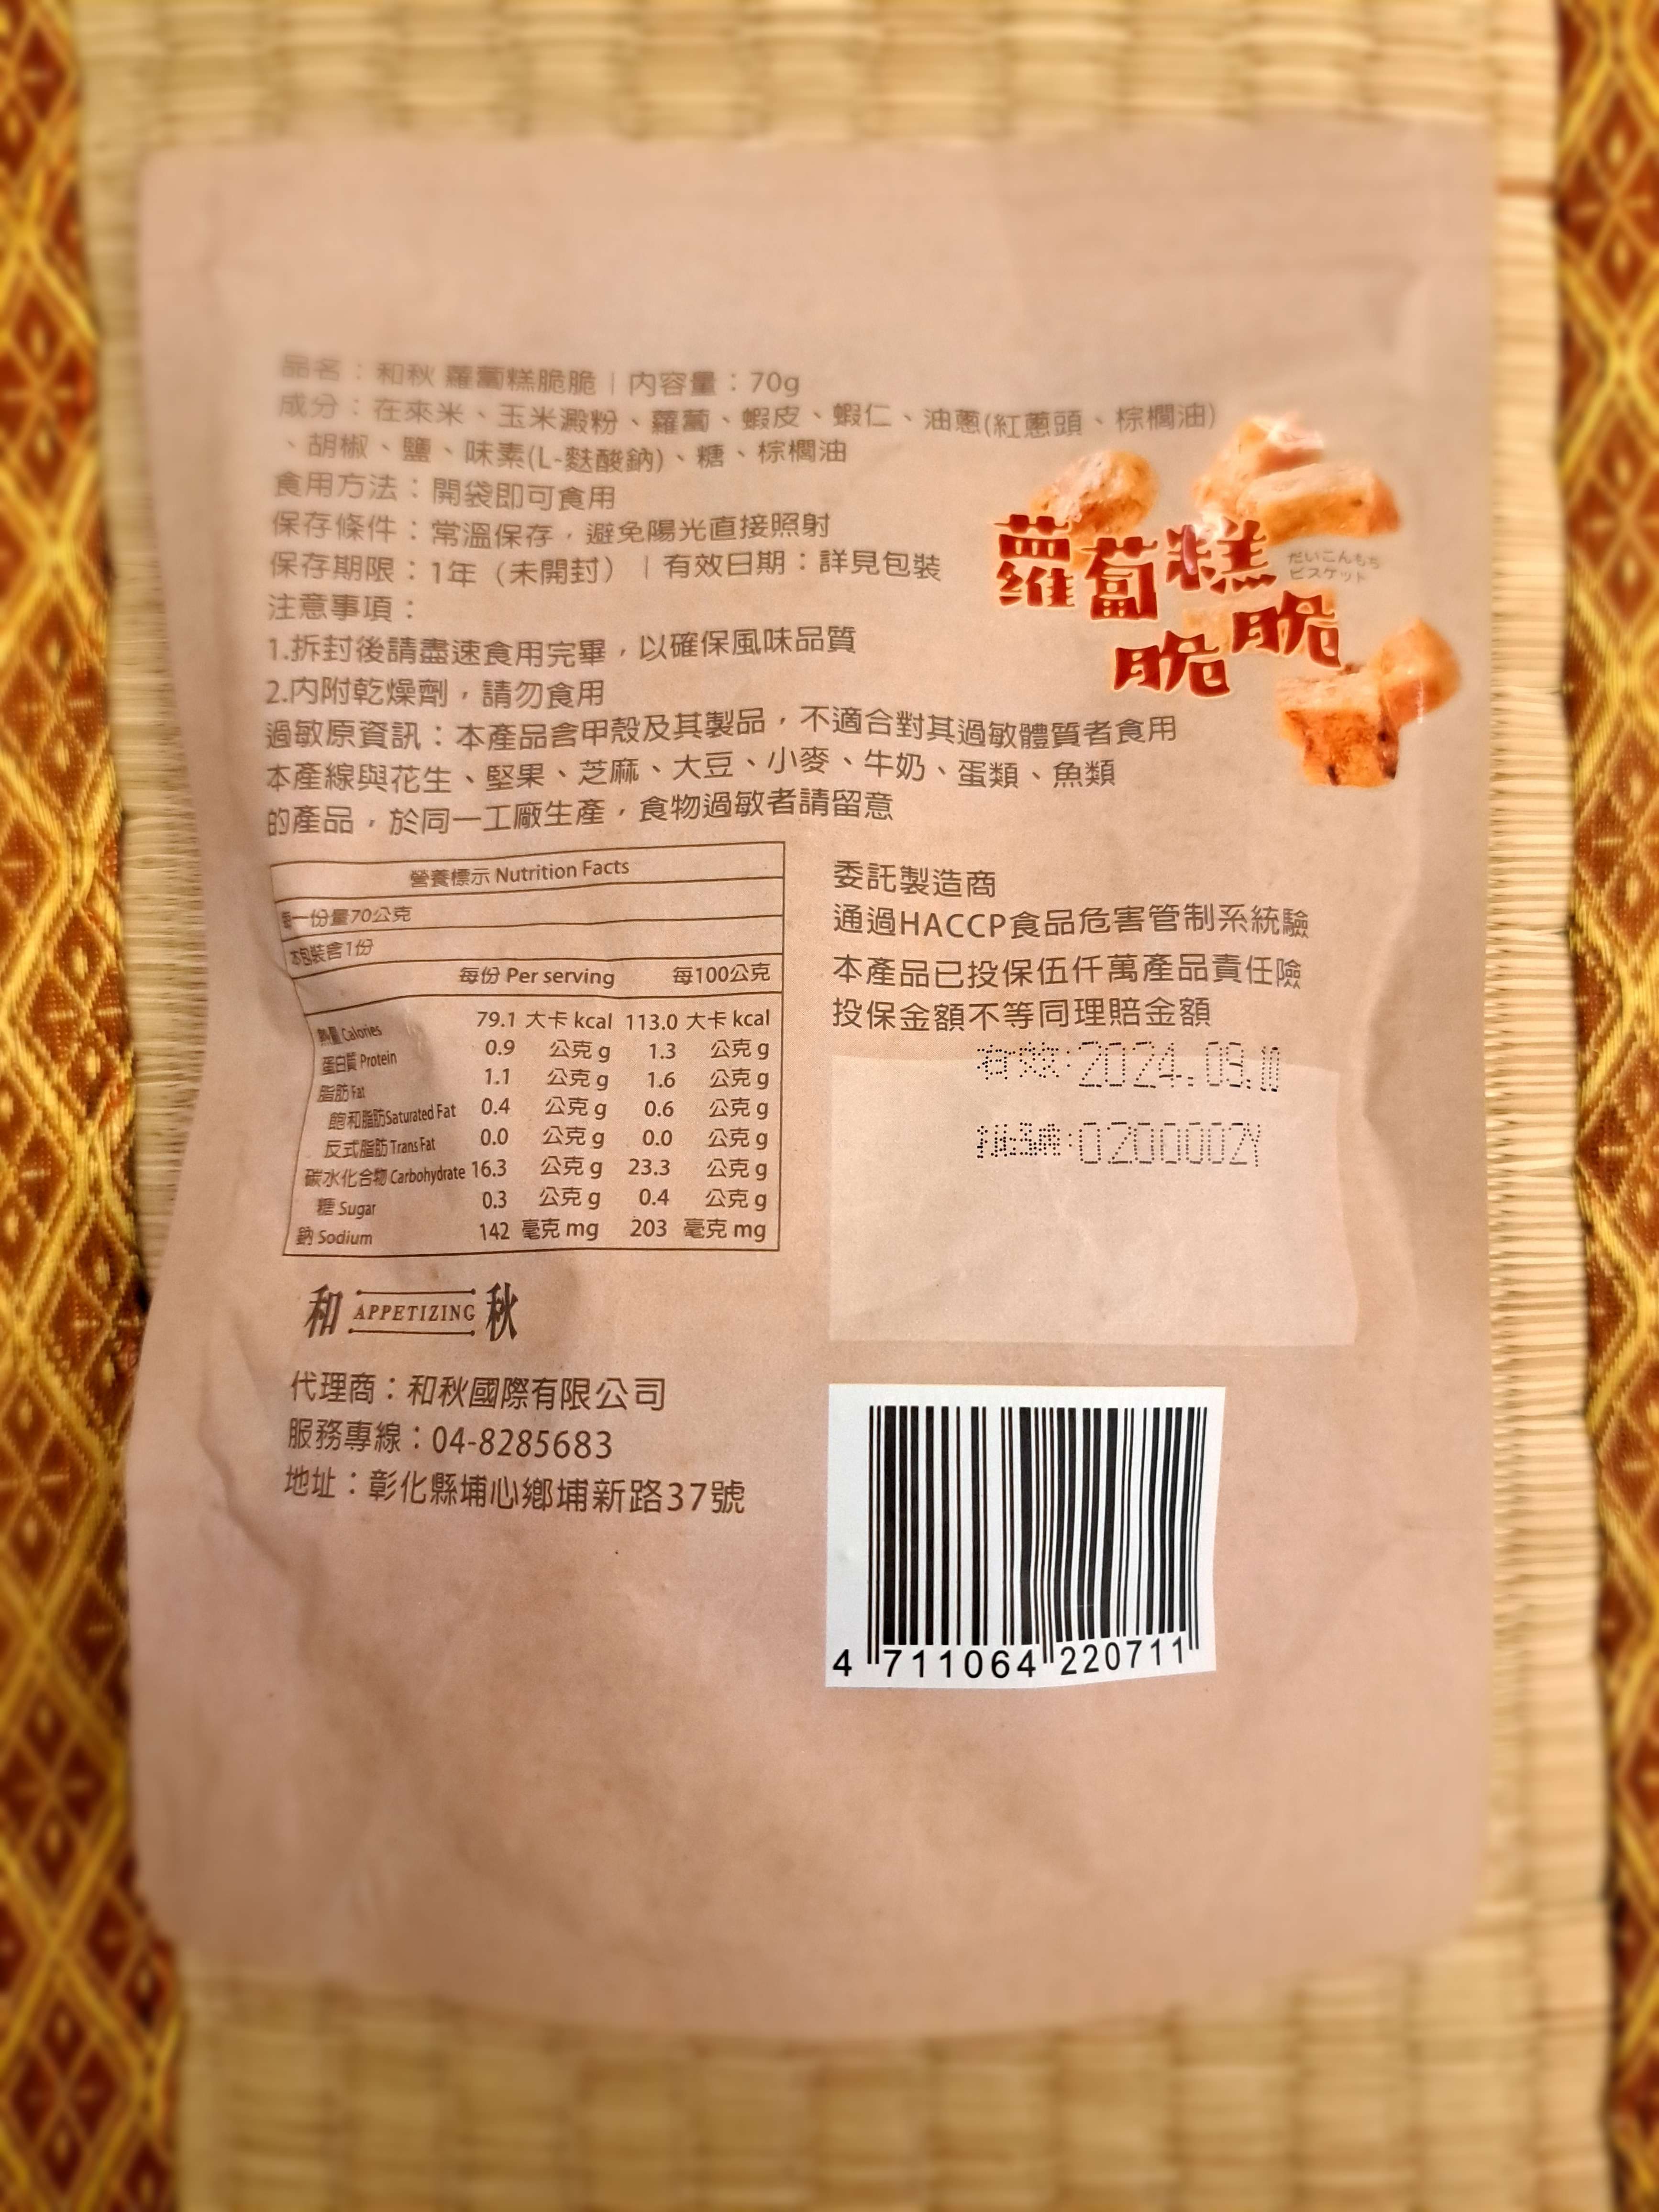 品名：和秋 蘿蔔糕脆脆｜內容量：70g
成分：在來米、玉米澱粉、蘿蔔、蝦皮、蝦仁、油蔥(紅蔥頭、棕櫚油)
、胡椒、鹽、味素(L-麩酸鈉)、糖、棕櫚油
食用方法：開袋即可食用
保存條件：常溫保存，避免陽光直接照射
保存期限：1年（未開封）｜有效日期：詳見包裝
注意事項：
1.拆封後請盡速食用完畢，以確保風味品質
2.內附乾燥劑，請勿食用
過敏原資訊：本產品含甲殼及其製品，不適合對其過敏體質者食用
本產線與花生、堅果、芝麻、大豆、小麥、牛奶、蛋類、魚類
的產品，於同一工廠生產，食物過敏者請留意
蘿蔔糕
脆脆
だいこんもち
ビスケット
營養標示 Nutrition Facts
每一份量70公克
本包裝含1份
每份 Per serving 每100公克
熱量 Calories 79.1 大卡 kcal 113.0 大卡 kcal
蛋白質 Protein 0.9 公克 g 1.3 公克 g
脂肪 Fat 1.1 公克 g 1.6 公克 g
飽和脂肪 Saturated Fat 0.4 公克 g 0.6 公克 g
反式脂肪 Trans Fat 0.0 公克 g 0.0 公克 g
碳水化合物 Carbohydrate 16.3 公克 g 23.3 公克 g
糖 Sugar 0.3 公克 g 0.4 公克 g
鈉 Sodium 142 毫克 mg 203 毫克 mg
委託製造商
通過HACCP食品危害管制系統驗
本產品已投保伍仟萬產品責任險
投保金額不等同理賠金額
有效:2024.09.10
批號:0200002Y
和 APPETIZING 秋
代理商：和秋國際有限公司
服務專線：04-8285683
地址：彰化縣埔心鄉埔新路37號
4 711064 220711